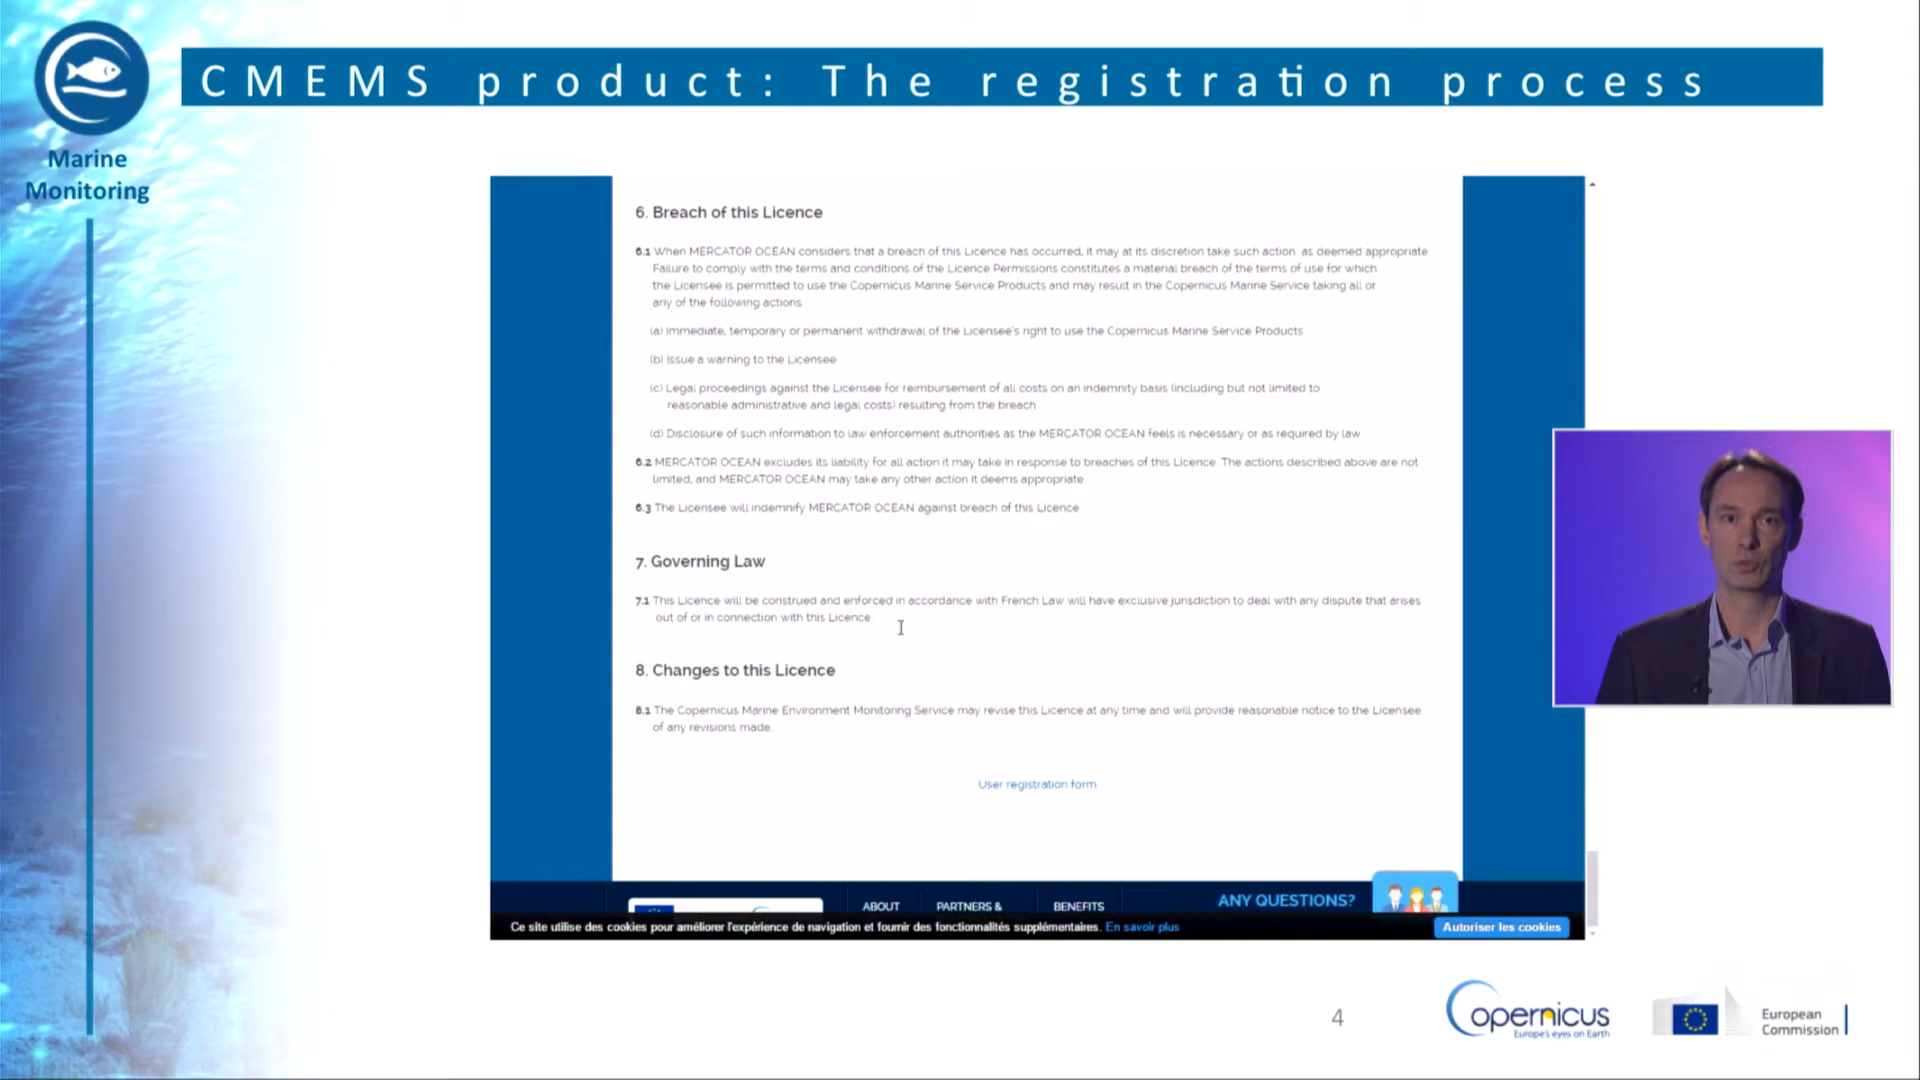 CMEMS product: The registration process
Marine
Monitoring
6. Breach of this Licence
6.1 When MERCATOR OCEAN considers that a breach of this Licence has occurred, it may at its discretion take such action as deemed appropriate
Failure to comply with the terms and conditions of the Licence Permissions constitutes a material breach of the terms of use for which
the Licensee is permitted to use the Copernicus Marine Service Products and may result in the Copernicus Marine Service taking all or
any of the following actions
(a) Immediate, temporary or permanent withdrawal of the Licensee's right to use the Copernicus Marine Service Products
(b) Issue a warning to the Licensee
(c) Legal proceedings against the Licensee for reimbursement of all costs on an indemnity basis (including but not limited to
reasonable administrative and legal costs) resulting from the breach
(d) Disclosure of such information to law enforcement authorities as the MERCATOR OCEAN feels is necessary or as required by law
6.2 MERCATOR OCEAN excludes its liability for all action it may take in response to breaches of this Licence. The actions described above are not
limited, and MERCATOR OCEAN may take any other action it deems appropriate
6.3 The Licensee will indemnify MERCATOR OCEAN against breach of this Licence
7. Governing Law
7.1 This Licence will be construed and enforced in accordance with French Law will have exclusive jurisdiction to deal with any dispute that arises
out of or in connection with this Licence
8. Changes to this Licence
8.1 The Copernicus Marine Environment Monitoring Service may revise this Licence at any time and will provide reasonable notice to the Licensee
of any revisions made.
User registration form
ABOUT
PARTNERS &
BENEFITS
ANY QUESTIONS?
Ce site utilise des cookies pour améliorer l'expérience de navigation et fournir des fonctionnalités supplémentaires. En savoir plus
Autoriser les cookies
4
opernicus
Europe's eyes on Earth
European
Commission